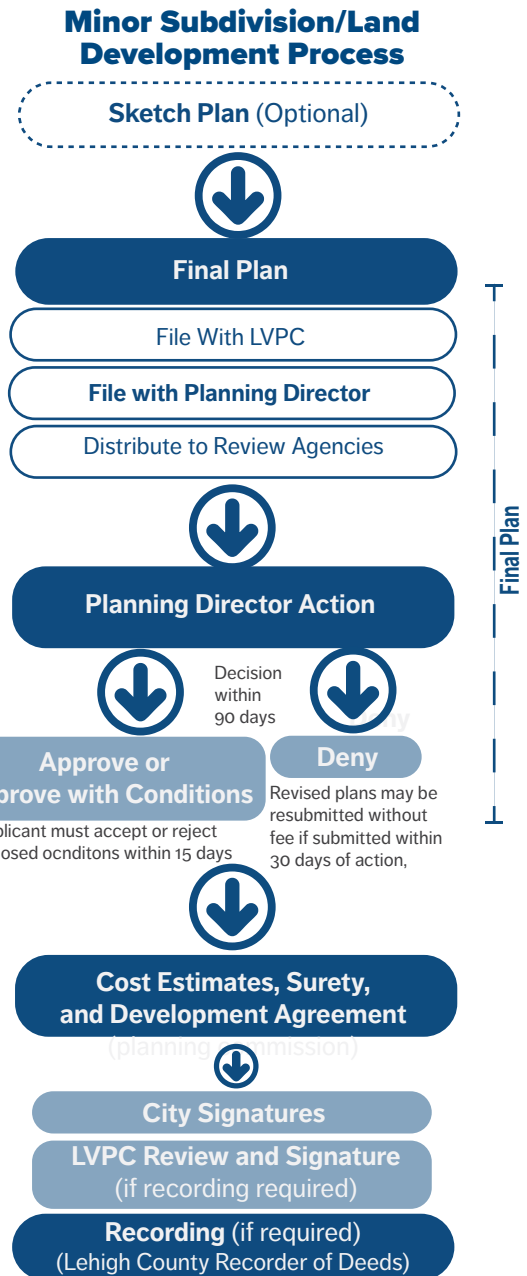 Minor Subdivision/Land
Development Process
Sketch Plan (Optional)
Final Plan
File With LVPC
File with Planning Director
Distribute to Review Agencies
Final Plan
Planning Director Action
Decision
within
90 days
Approve or
prove with Conditions
plicant must accept or reject
osed ocnditons within 15 days
Deny
Revised plans may be
resubmitted without
fee if submitted within
30 days of action,
Cost Estimates, Surety,
and Development Agreement
(planning
City Signatures
LVPC Review and Signature
(if recording required)
Recording (if required)
(Lehigh County Recorder of Deeds)